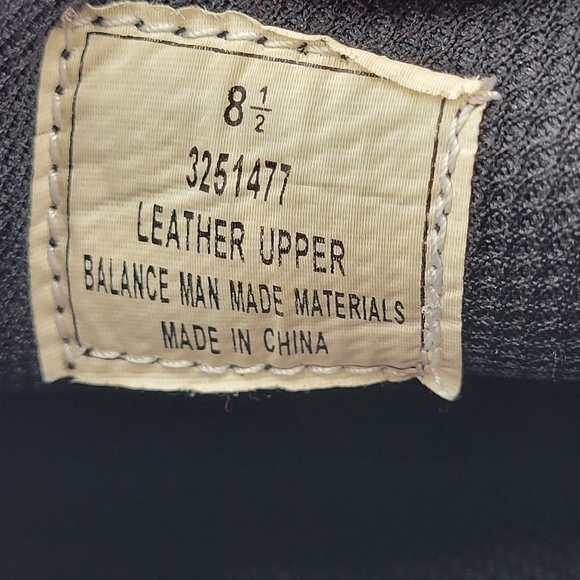 8 1/2
3251477
LEATHER UPPER
BALANCE MAN MADE MATERIALS
MADE IN CHINA